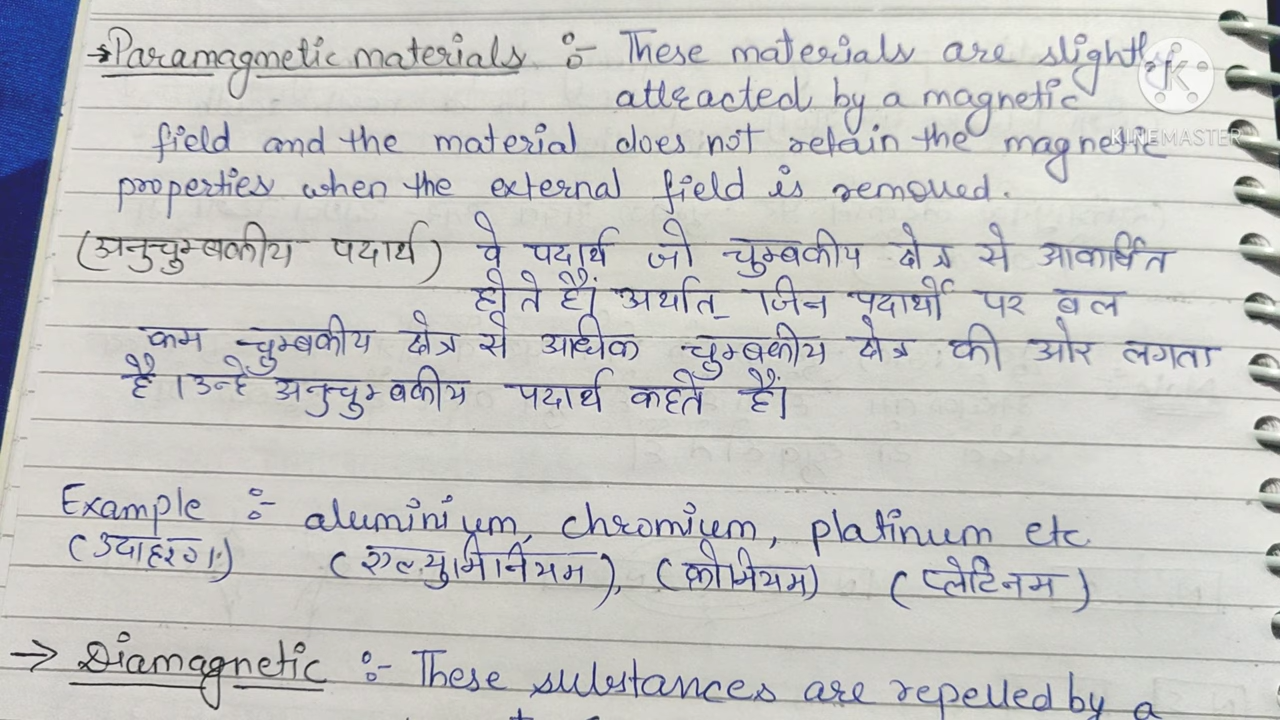 →Paramagnetic materials :- These materials are slightly
attracted by a magnetic
field and the material does not retain the magnetic
properties when the external field is removed.
(अनुचुम्बकीय पदार्थ) वे पदार्थ जो चुम्बकीय क्षेत्र से आकार्षित
होते हैं। अर्थात जिन पदार्थो पर बल
कम चुम्बकीय क्षेत्र से अधिक चुम्बकीय क्षेत्र की ओर लगता
है। उन्हे अनुचुम्बकीय पदार्थ कहते हैं।
Example :- aluminium, chromium, platinum etc
(उदाहरण) (एल्युमिनियम), (क्रोमियम) (प्लेटिनम)
→ Diamagnetic :- These substances are repelled by a
KINEMASTER